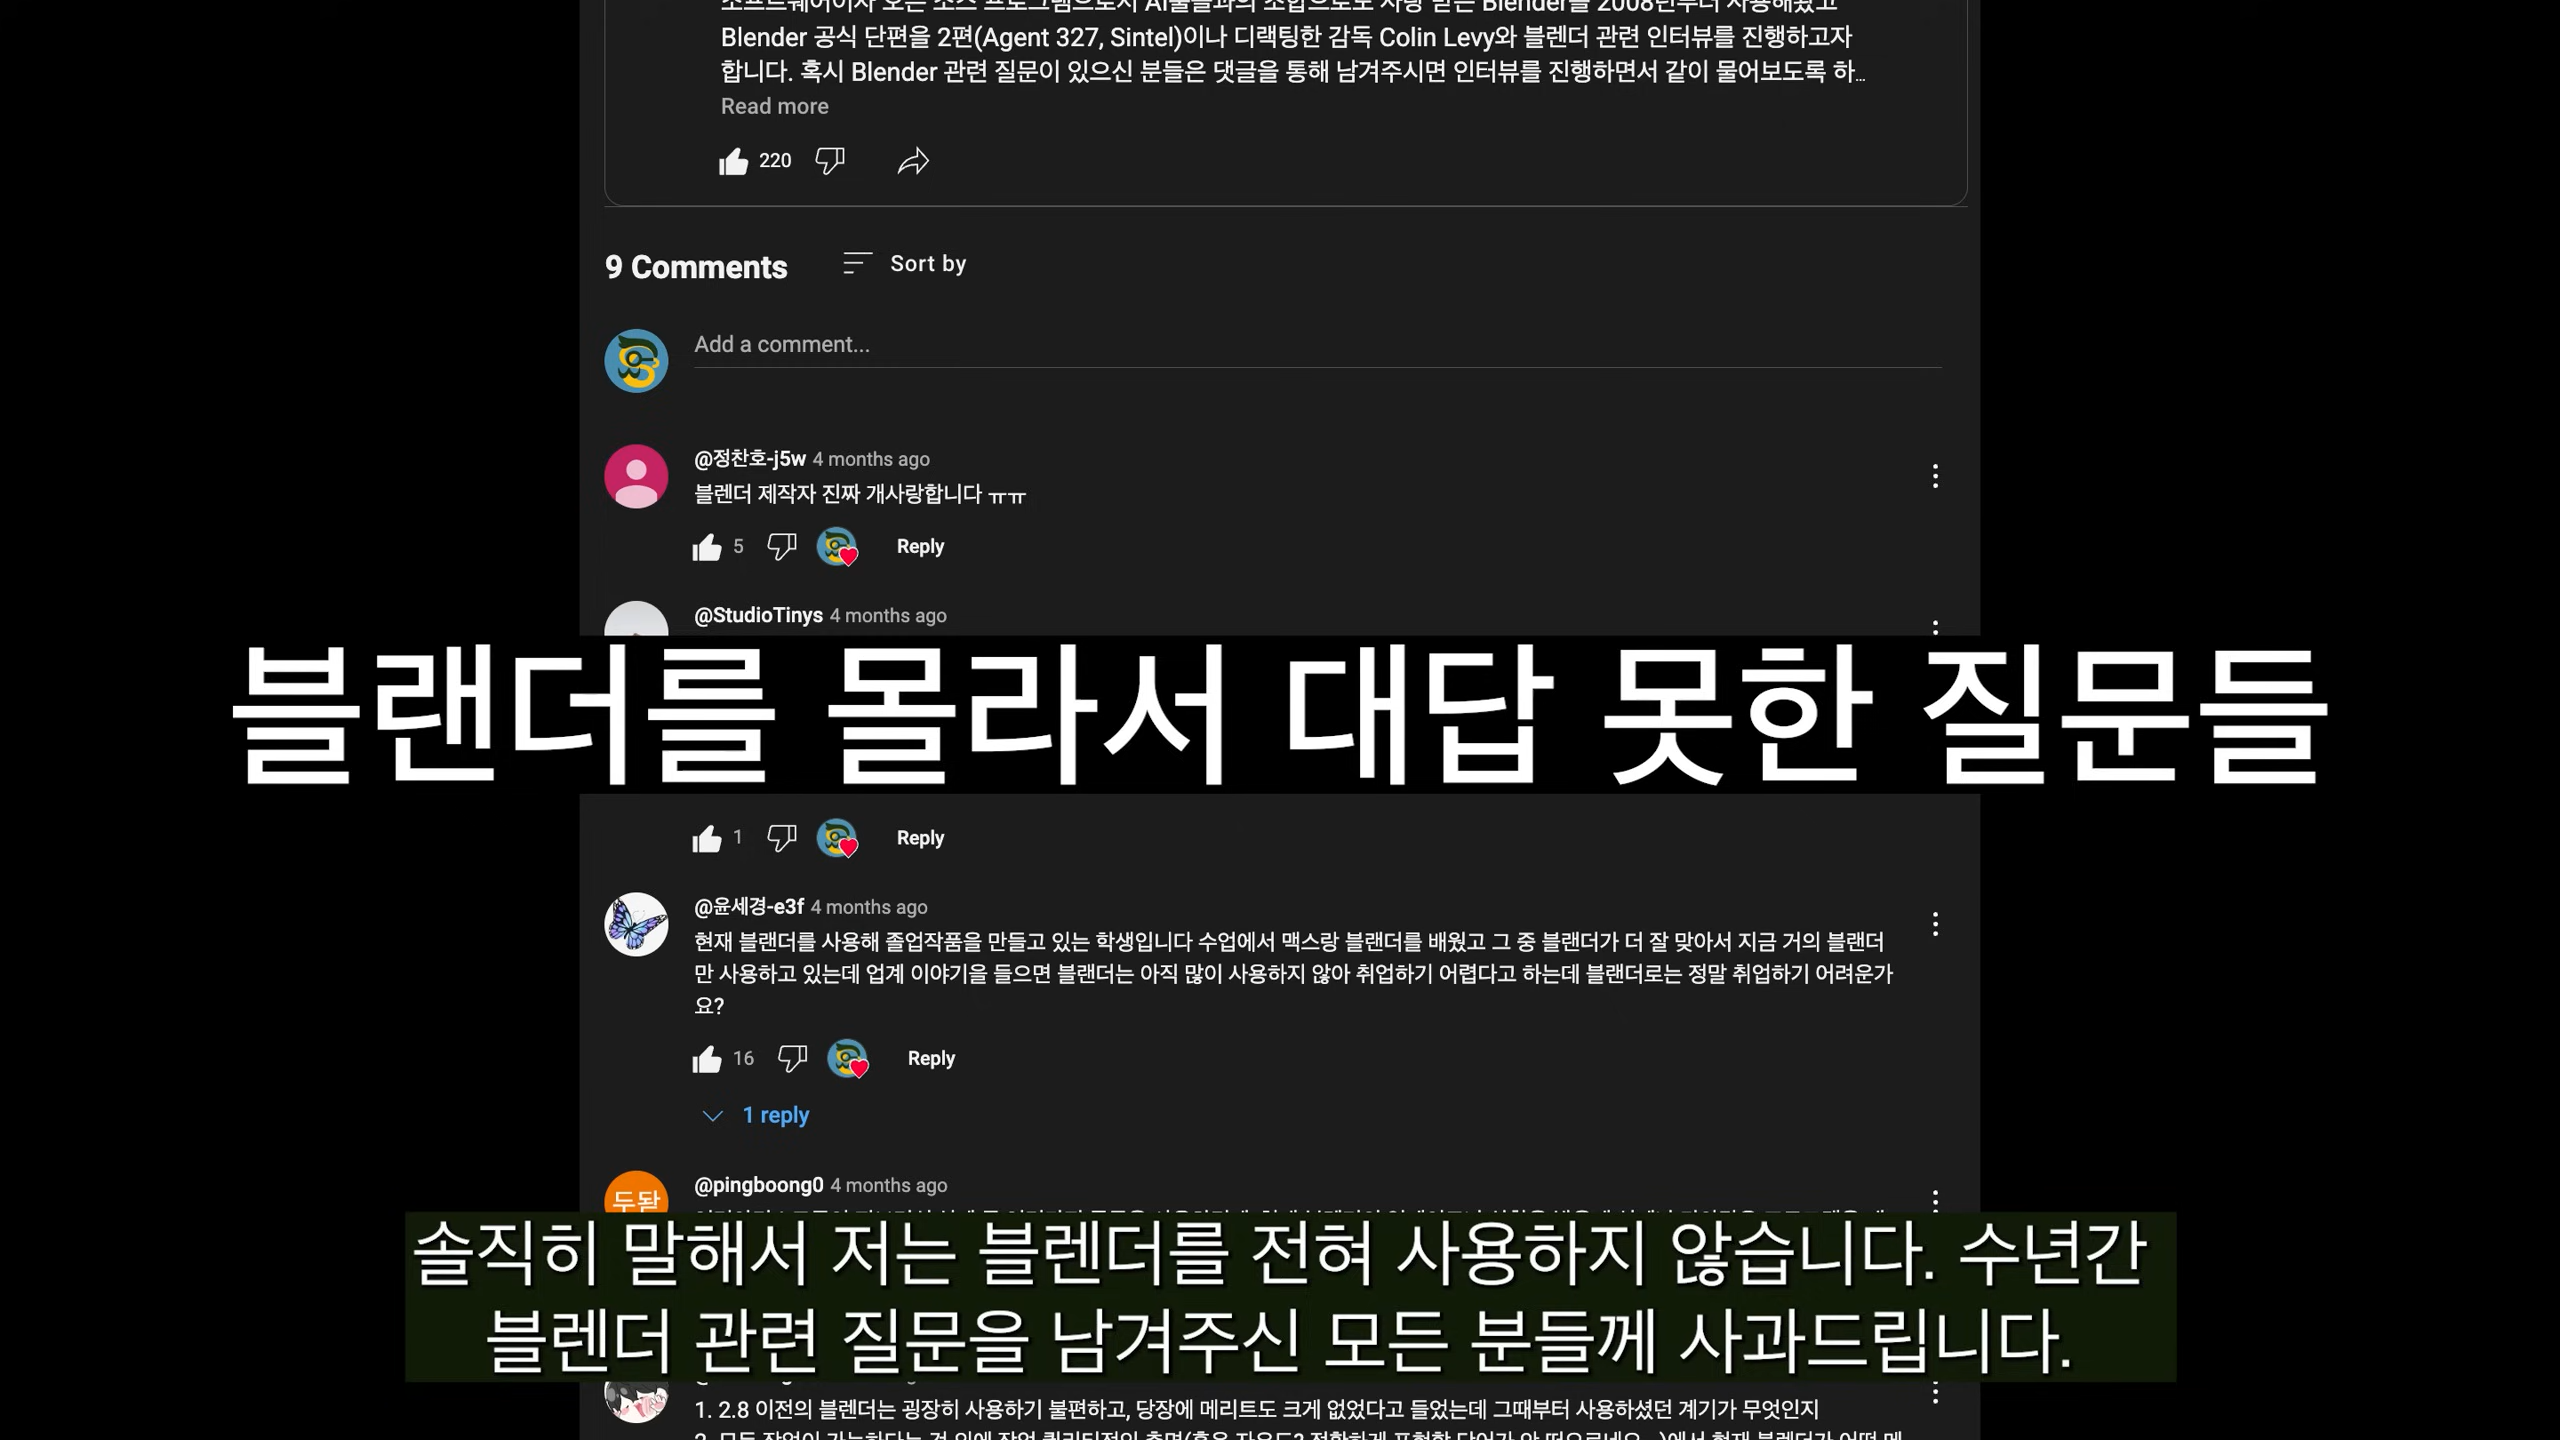 Blender 공식 단편을 2편(Agent 327, Sintel)이나 디랙팅한 감독 Colin Levy와 블렌더 관련 인터뷰를 진행하고자
합니다. 혹시 Blender 관련 질문이 있으신 분들은 댓글을 통해 남겨주시면 인터뷰를 진행하면서 같이 물어보도록 하...
Read more
220
9 Comments Sort by
Add a comment...
@정찬호-j5w 4 months ago
블렌더 제작자 진짜 개사랑합니다 ㅠㅠ
5 Reply
@StudioTinys 4 months ago
블랜더를 몰라서 대답 못한 질문들
1 Reply
@윤세경-e3f 4 months ago
현재 블랜더를 사용해 졸업작품을 만들고 있는 학생입니다 수업에서 맥스랑 블랜더를 배웠고 그 중 블랜더가 더 잘 맞아서 지금 거의 블랜더
만 사용하고 있는데 업계 이야기을 들으면 블랜더는 아직 많이 사용하지 않아 취업하기 어렵다고 하는데 블랜더로는 정말 취업하기 어려운가
요?
16 Reply
1 reply
@pingboong0 4 months ago
두돧
솔직히 말해서 저는 블렌더를 전혀 사용하지 않습니다. 수년간
블렌더 관련 질문을 남겨주신 모든 분들께 사과드립니다.
1. 2.8 이전의 블렌더는 굉장히 사용하기 불편하고, 당장에 메리트도 크게 없었다고 들었는데 그때부터 사용하셨던 계기가 무엇인지